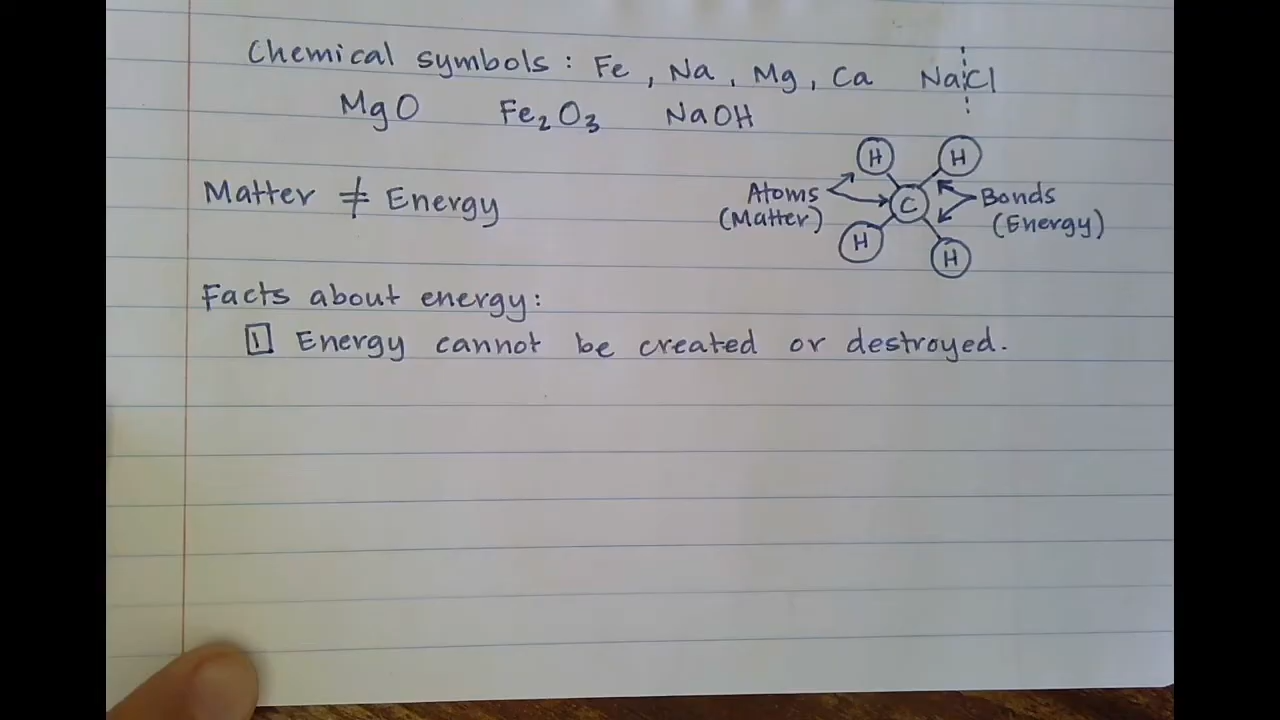 Chemical symbols : Fe , Na , Mg , Ca NaCl
MgO Fe₂O₃ NaOH
Matter ≠ Energy
H H
Atoms C Bonds
(Matter) (Energy)
H H
Facts about energy:
1 Energy cannot be created or destroyed.